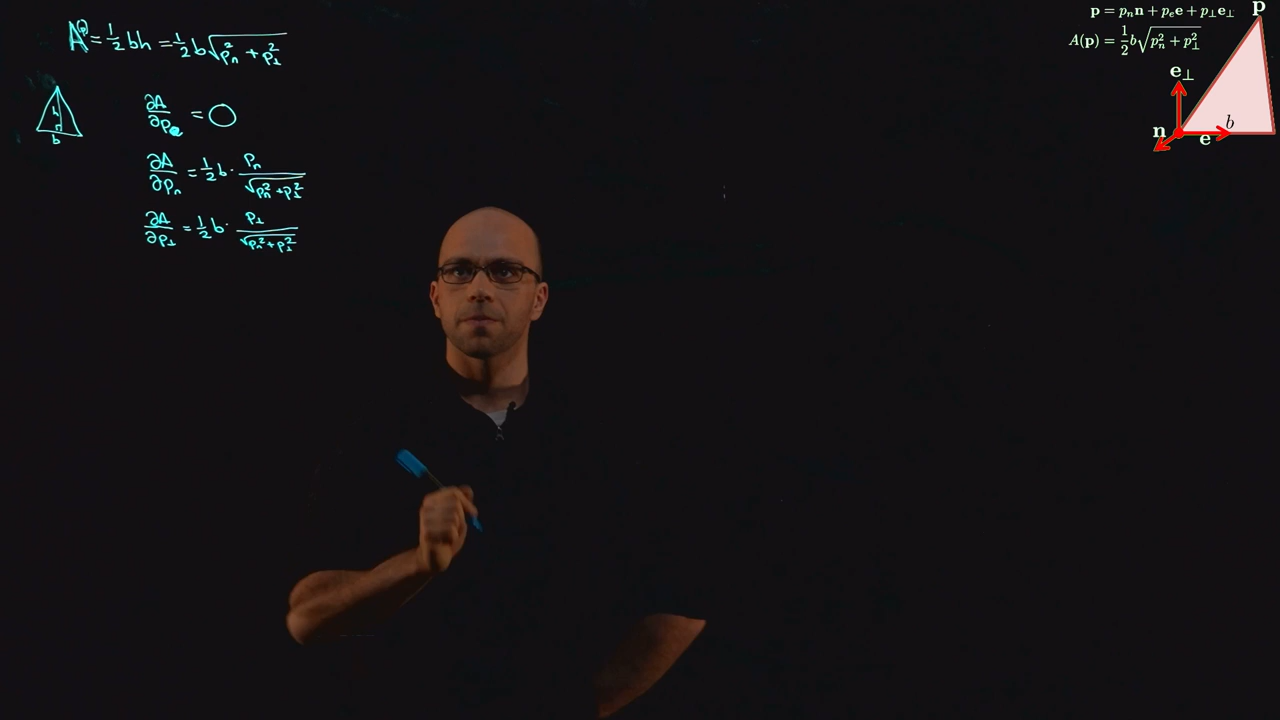 A(p) = 1/2 bh = 1/2 b√(pₙ² + p⊥²)
h
b
∂A/∂pₑ = 0
∂A/∂pₙ = 1/2 b · pₙ/√(pₙ² + p⊥²)
∂A/∂p⊥ = 1/2 b · p⊥/√(pₙ² + p⊥²)
p = pₙn + pₑe + p⊥e⊥
A(p) = 1/2 b√(pₙ² + p⊥²)
p
e⊥
n
e
b